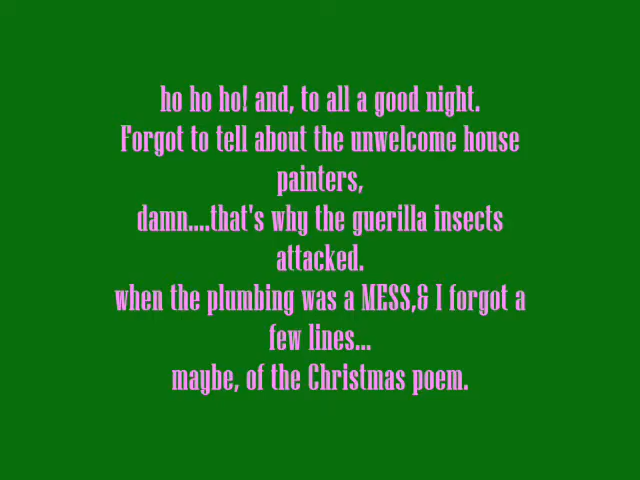 ho ho ho! and, to all a good night.
Forgot to tell about the unwelcome house
painters,
damn....that's why the guerilla insects
attacked.
when the plumbing was a MESS,& I forgot a
few lines...
maybe, of the Christmas poem.